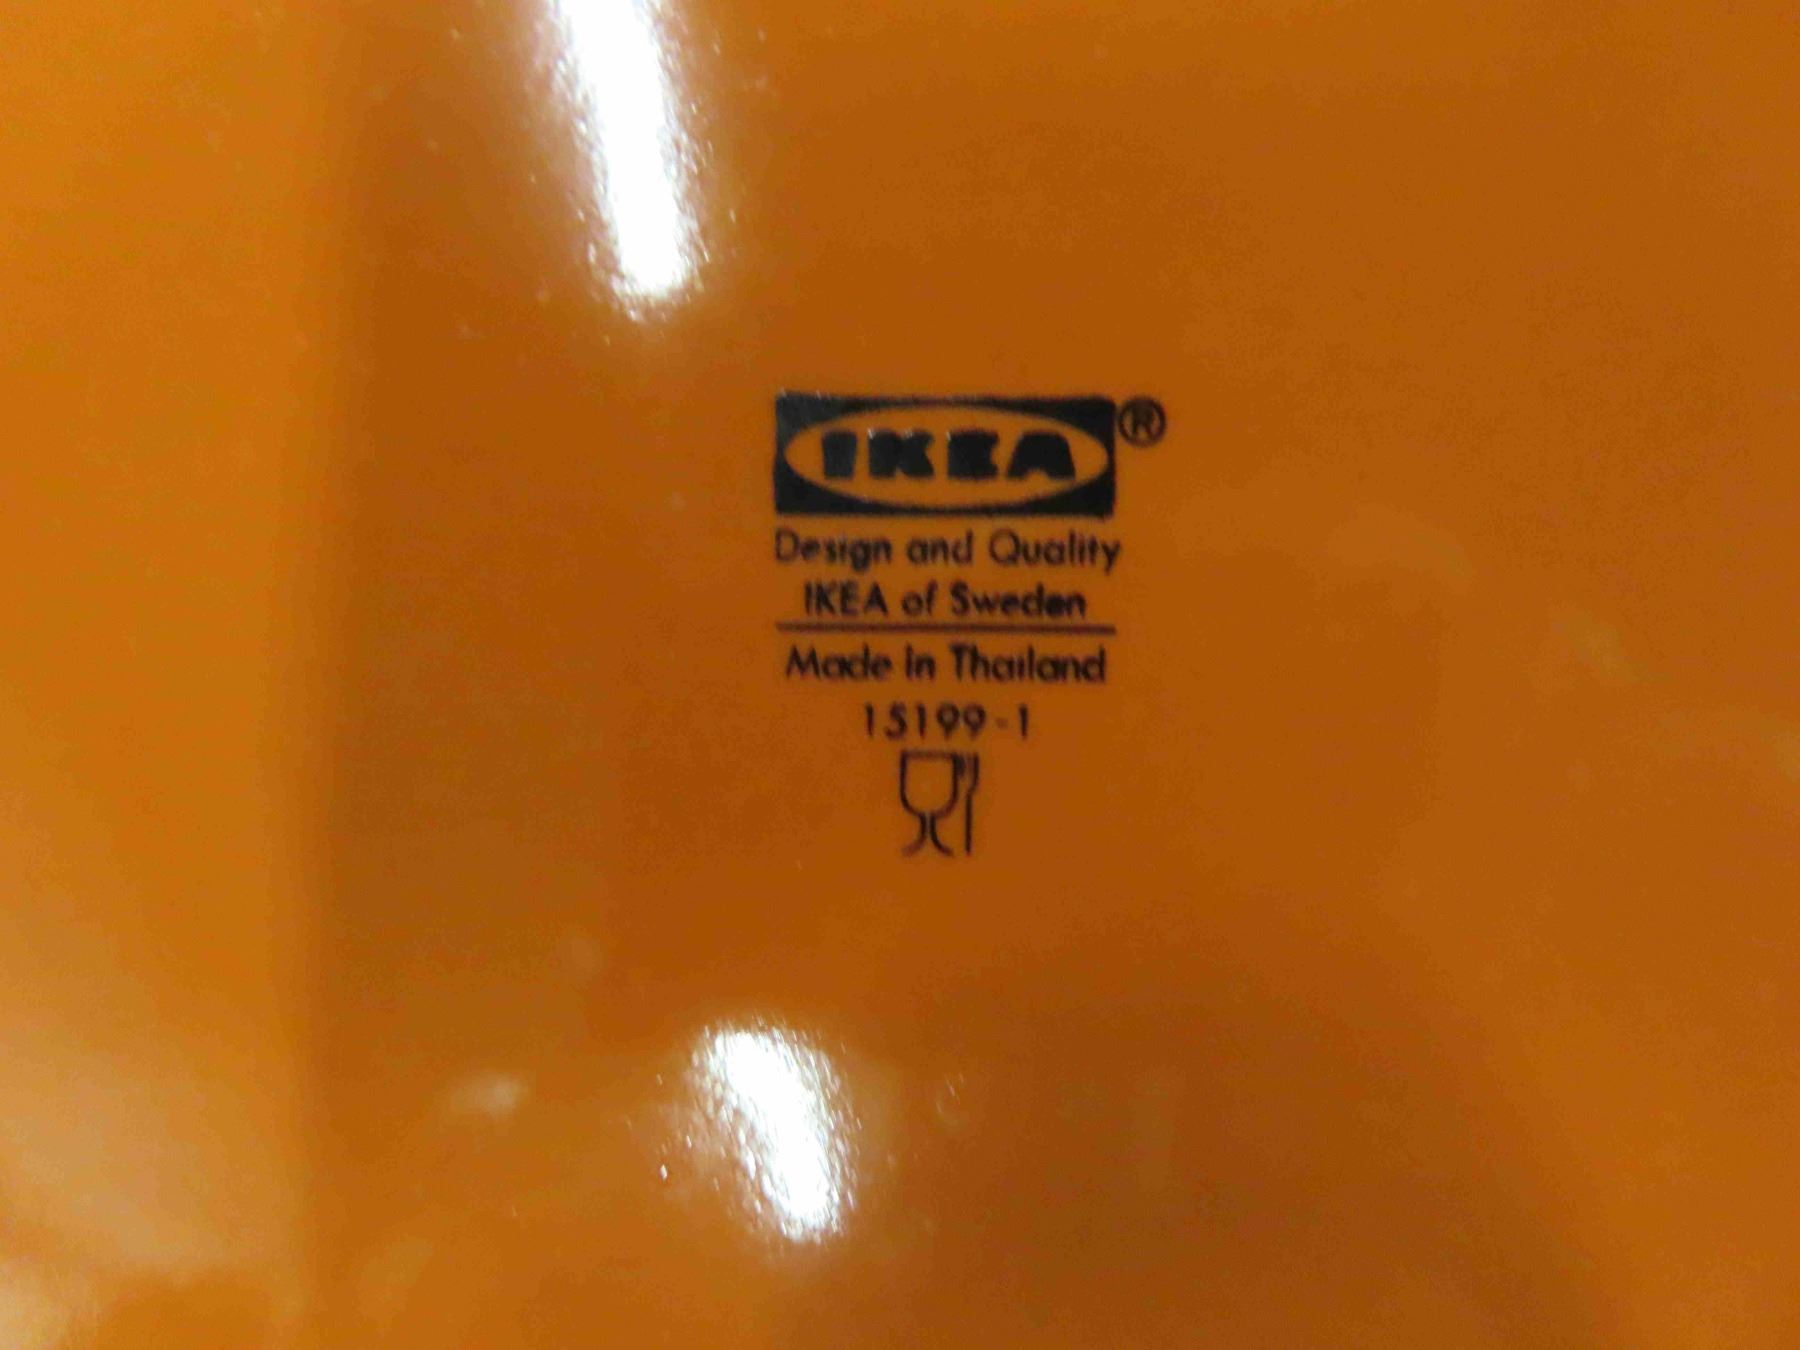 IKEA®
Design and Quality
IKEA of Sweden
Made in Thailand
15199-1